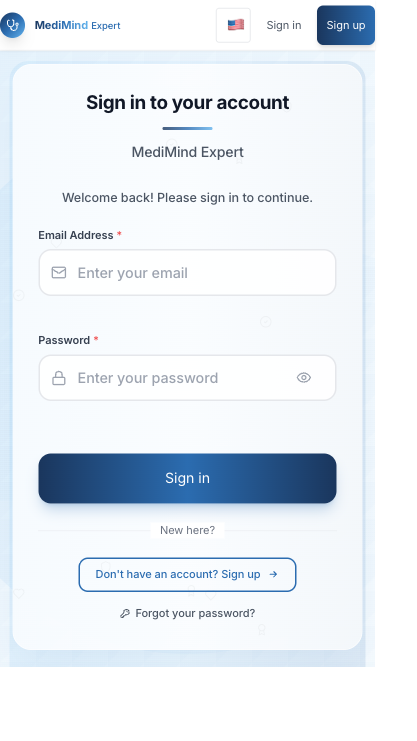 MediMind Expert
Sign in
Sign up
Sign in to your account
MediMind Expert
Welcome back! Please sign in to continue.
Email Address *
Enter your email
Password *
Enter your password
Sign in
New here?
Don't have an account? Sign up →
Forgot your password?